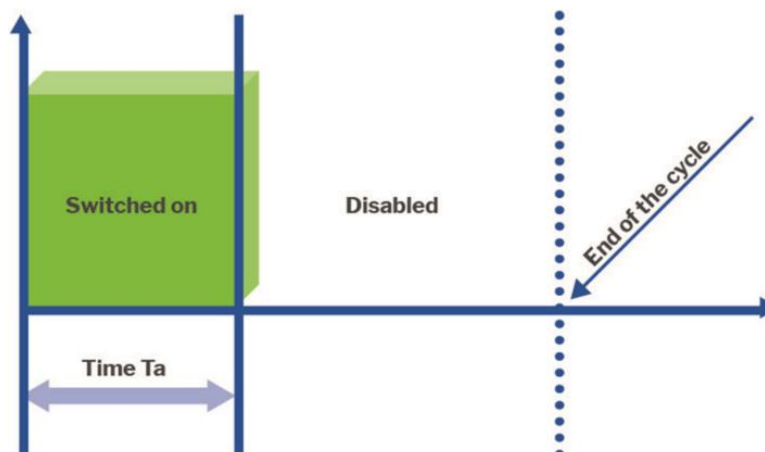 Switched on
Disabled
End of the cycle
Time Ta